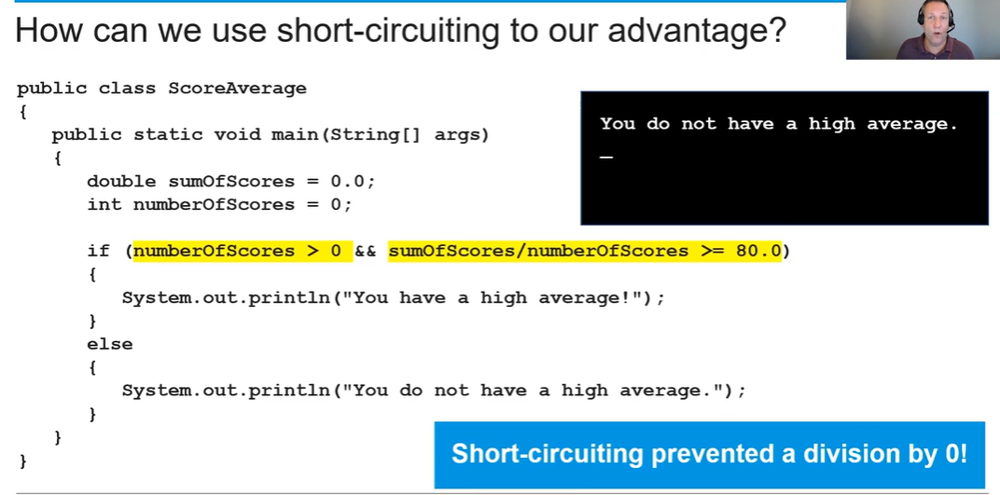 How can we use short-circuiting to our advantage?
public class ScoreAverage
{
public static void main(String[] args)
{
double sumOfScores = 0.0;
int numberOfScores = 0;
if (numberOfScores > 0 && sumOfScores/numberOfScores >= 80.0)
{
System.out.println("You have a high average!");
}
else
{
System.out.println("You do not have a high average.");
}
}
}
You do not have a high average.
_
Short-circuiting prevented a division by 0!